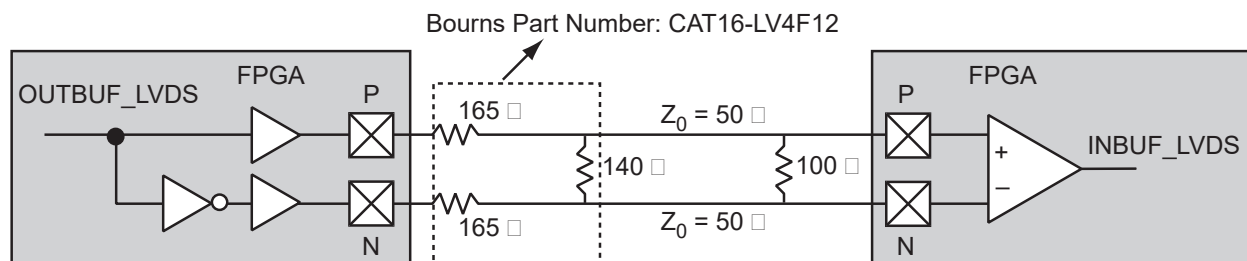 Bourns Part Number: CAT16-LV4F12
OUTBUF_LVDS
FPGA
P
165 □
Z0 = 50 □
P
FPGA
+
−
INBUF_LVDS
140 □
100 □
N
165 □
Z0 = 50 □
N